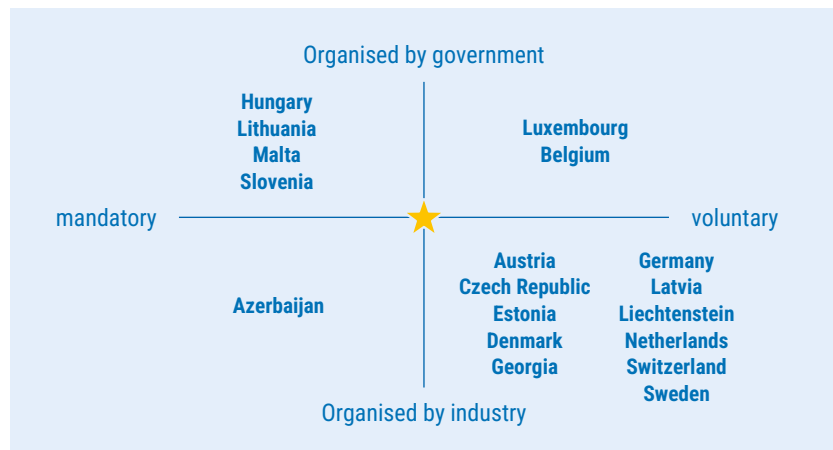 Organised by government
Hungary
Lithuania
Malta
Slovenia
Luxembourg
Belgium
mandatory
voluntary
Azerbaijan
Austria
Czech Republic
Estonia
Denmark
Georgia
Germany
Latvia
Liechtenstein
Netherlands
Switzerland
Sweden
Organised by industry